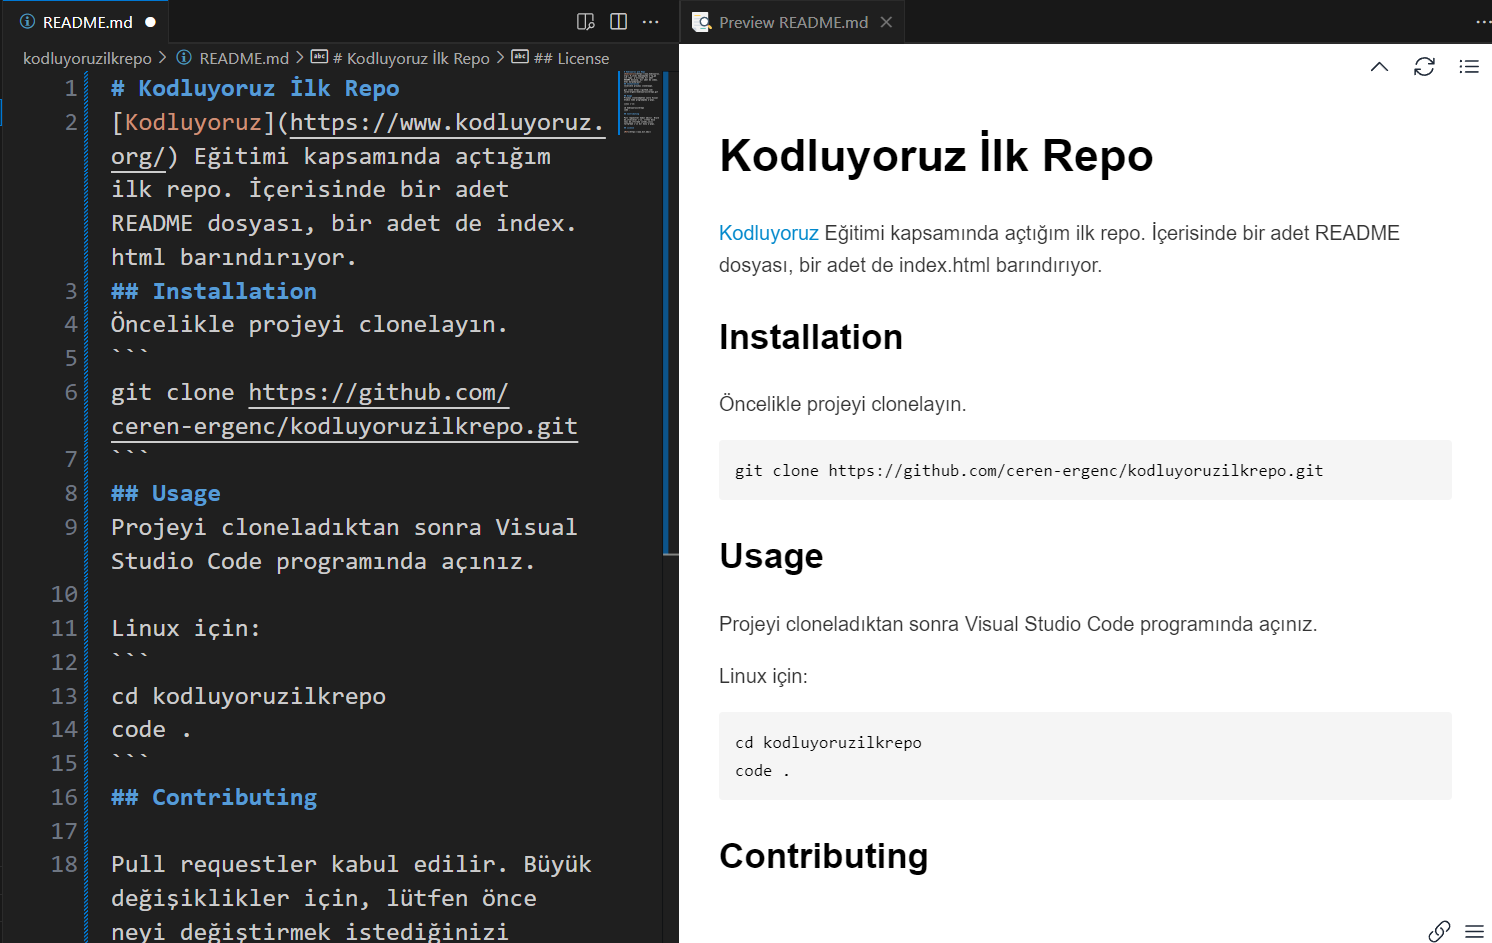 README.md
kodluyoruzilkrepo > README.md > # Kodluyoruz İlk Repo > ## License
1 # Kodluyoruz İlk Repo
2 [Kodluyoruz](https://www.kodluyoruz.
org/) Eğitimi kapsamında açtığım
ilk repo. İçerisinde bir adet
README dosyası, bir adet de index.
html barındırıyor.
3 ## Installation
4 Öncelikle projeyi clonelayın.
5 ```
6 git clone https://github.com/
ceren-ergenc/kodluyoruzilkrepo.git
7 ```
8 ## Usage
9 Projeyi cloneladıktan sonra Visual
Studio Code programında açınız.
10
11 Linux için:
12 ```
13 cd kodluyoruzilkrepo
14 code .
15 ```
16 ## Contributing
17
18 Pull requestler kabul edilir. Büyük
değişiklikler için, lütfen önce
neyi değiştirmek istediğinizi
Preview README.md
Kodluyoruz İlk Repo
Kodluyoruz Eğitimi kapsamında açtığım ilk repo. İçerisinde bir adet README
dosyası, bir adet de index.html barındırıyor.
Installation
Öncelikle projeyi clonelayın.
git clone https://github.com/ceren-ergenc/kodluyoruzilkrepo.git
Usage
Projeyi cloneladıktan sonra Visual Studio Code programında açınız.
Linux için:
cd kodluyoruzilkrepo
code .
Contributing